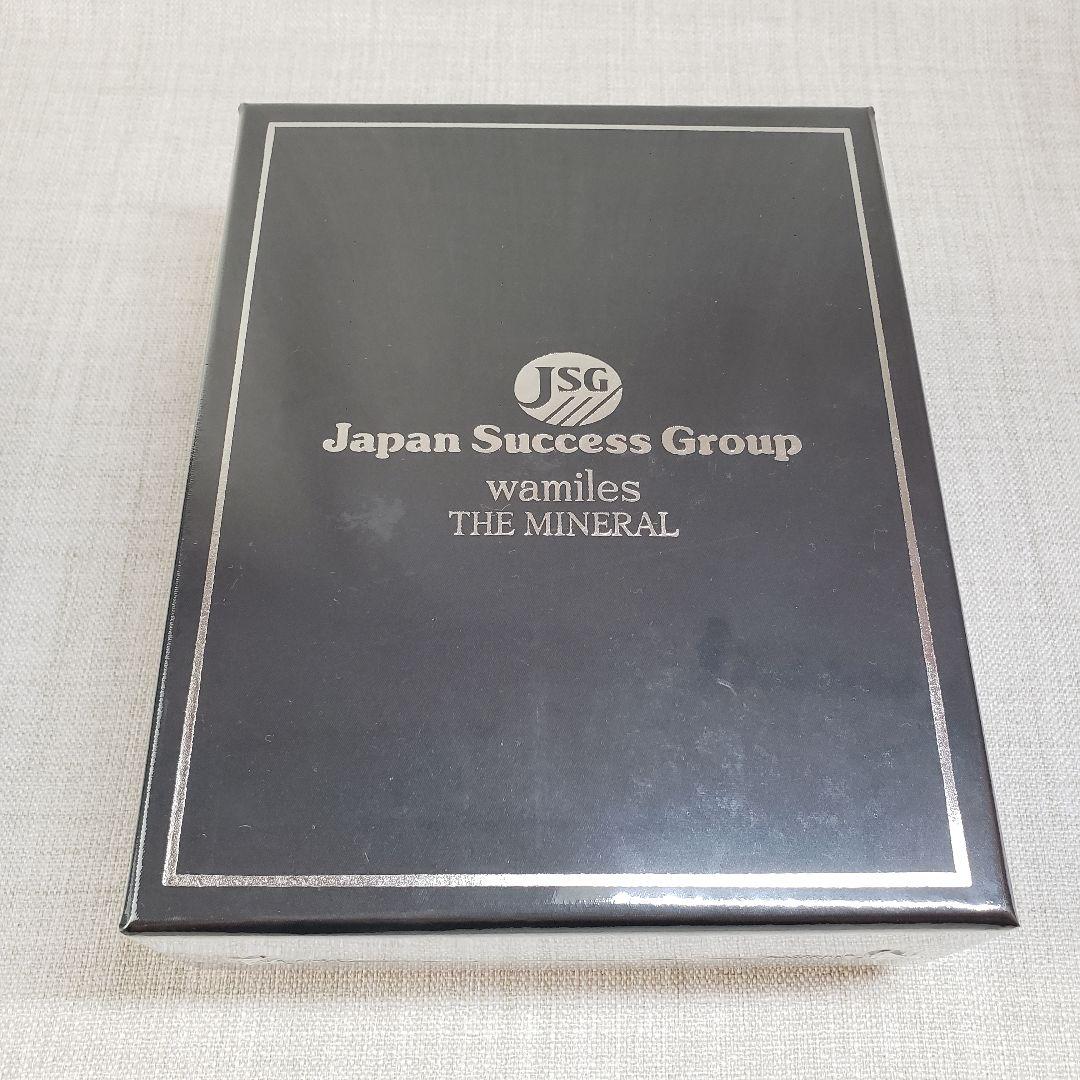 JSG
Japan Success Group
wamiles
THE MINERAL